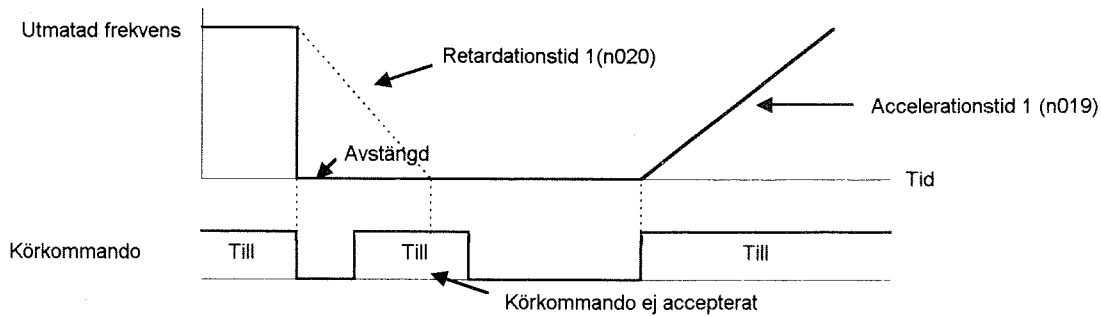 Utmatad frekvens
Retardationstid 1(n020)
Accelerationstid 1 (n019)
Avstängd
Tid
Körkommando
Till
Till
Till
Körkommando ej accepterat